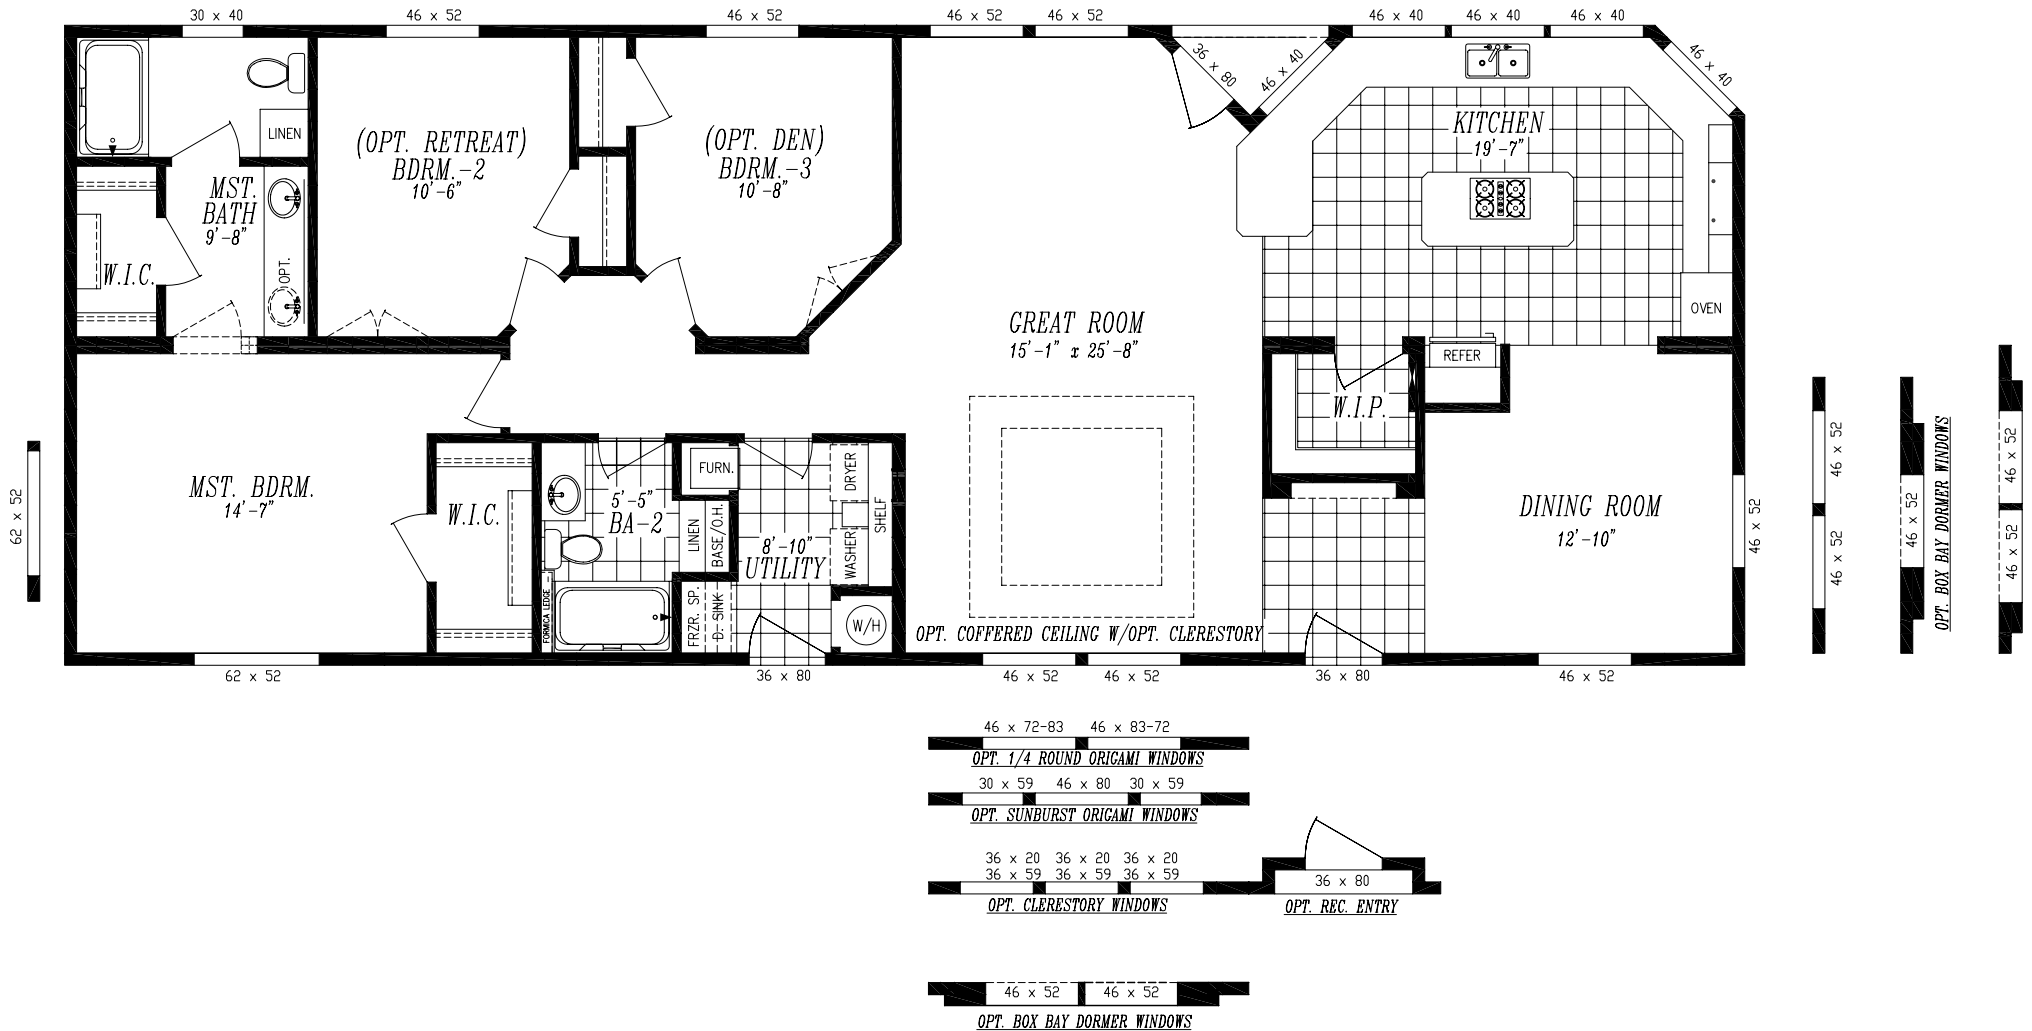 30 x 40
46 x 52
46 x 52
46 x 52
46 x 52
46 x 40
46 x 40
46 x 40
36 x 80
46 x 40
46 x 40
LINEN
MST.
BATH
9'-8"
OPT.
W.I.C.
(OPT. RETREAT)
BDRM.-2
10'-6"
(OPT. DEN)
BDRM.-3
10'-8"
GREAT ROOM
15'-1" x 25'-8"
KITCHEN
19'-7"
OVEN
REFER
W.I.P.
MST. BDRM.
14'-7"
W.I.C.
5'-5"
BA-2
FORMICA LEDGE
FURN.
LINEN
BASE/O.H.
FRZR. SP.
D. SINK
8'-10"
UTILITY
DRYER
WASHER
SHELF
W/H
OPT. COFFERED CEILING W/OPT. CLERESTORY
DINING ROOM
12'-10"
62 x 52
46 x 52
46 x 52
46 x 52
46 x 52
OPT. BOX BAY DORMER WINDOWS
46 x 52
46 x 52
62 x 52
36 x 80
46 x 52
46 x 52
36 x 80
46 x 52
46 x 72-83
46 x 83-72
OPT. 1/4 ROUND ORIGAMI WINDOWS
30 x 59
46 x 80
30 x 59
OPT. SUNBURST ORIGAMI WINDOWS
36 x 20
36 x 20
36 x 20
36 x 59
36 x 59
36 x 59
OPT. CLERESTORY WINDOWS
36 x 80
OPT. REC. ENTRY
46 x 52
46 x 52
OPT. BOX BAY DORMER WINDOWS